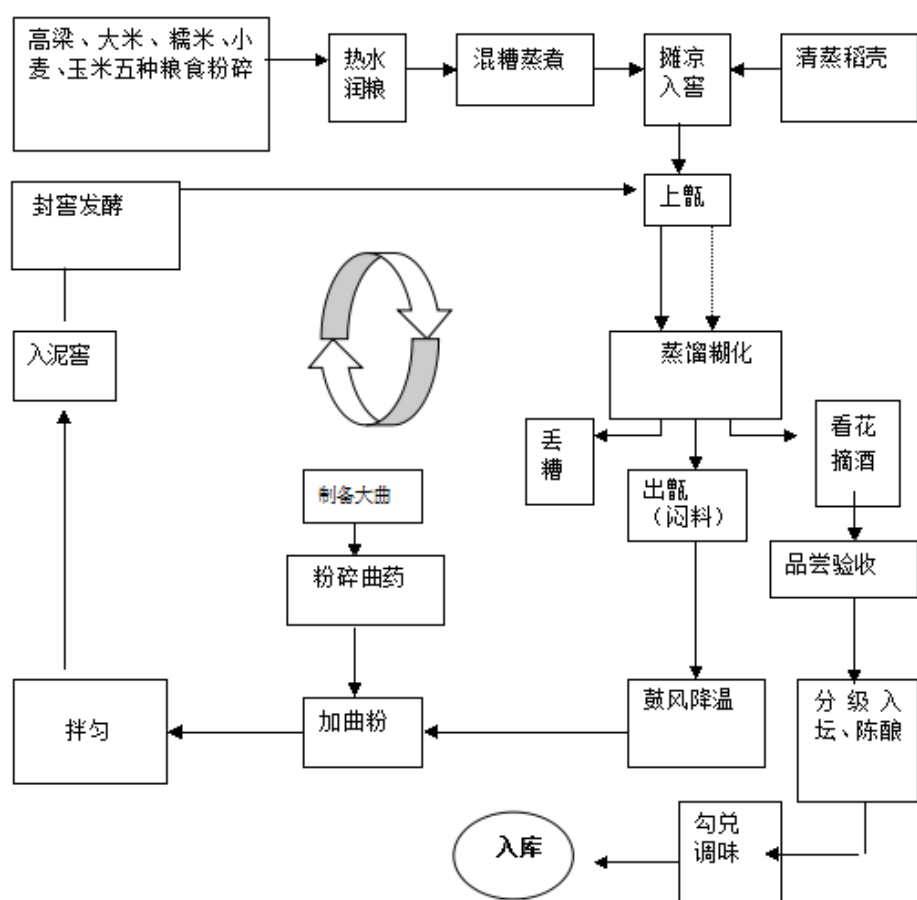 高梁、大米、糯米、小
麦、玉米五种粮食粉碎
热水
润粮
混糟蒸煮
摊凉
入窖
清蒸稻壳
封窖发酵
上甑
入泥窖
蒸馏糊化
丢
糟
出甑
（闷料）
看花
摘酒
制备大曲
粉碎曲药
品尝验收
拌匀
加曲粉
鼓风降温
分级入
坛、陈酿
勾兑
调味
入库